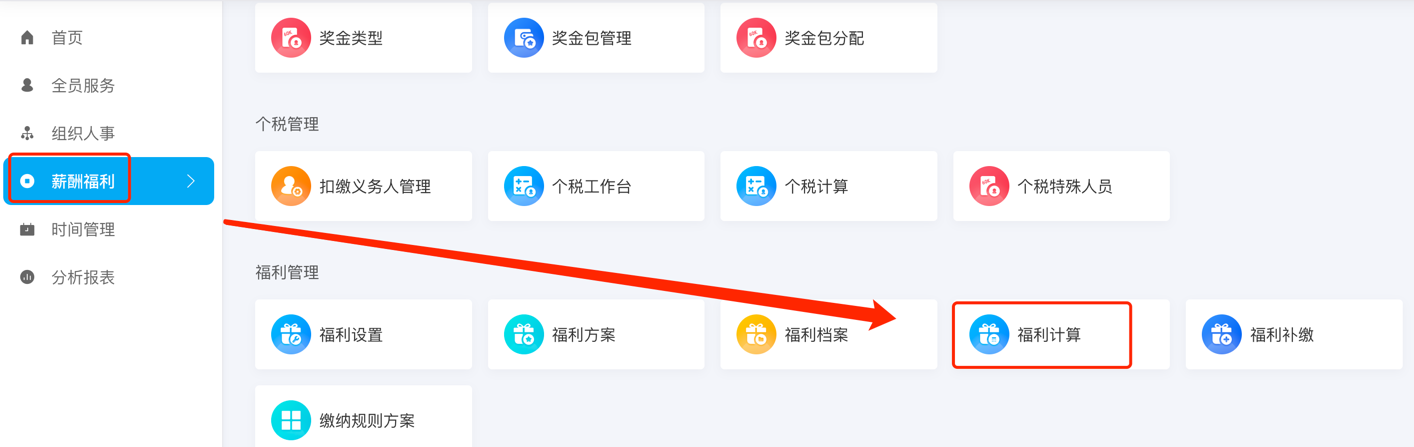 首页
全员服务
组织人事
薪酬福利
时间管理
分析报表
奖金类型
奖金包管理
奖金包分配
个税管理
扣缴义务人管理
个税工作台
个税计算
个税特殊人员
福利管理
福利设置
福利方案
福利档案
福利计算
福利补缴
缴纳规则方案